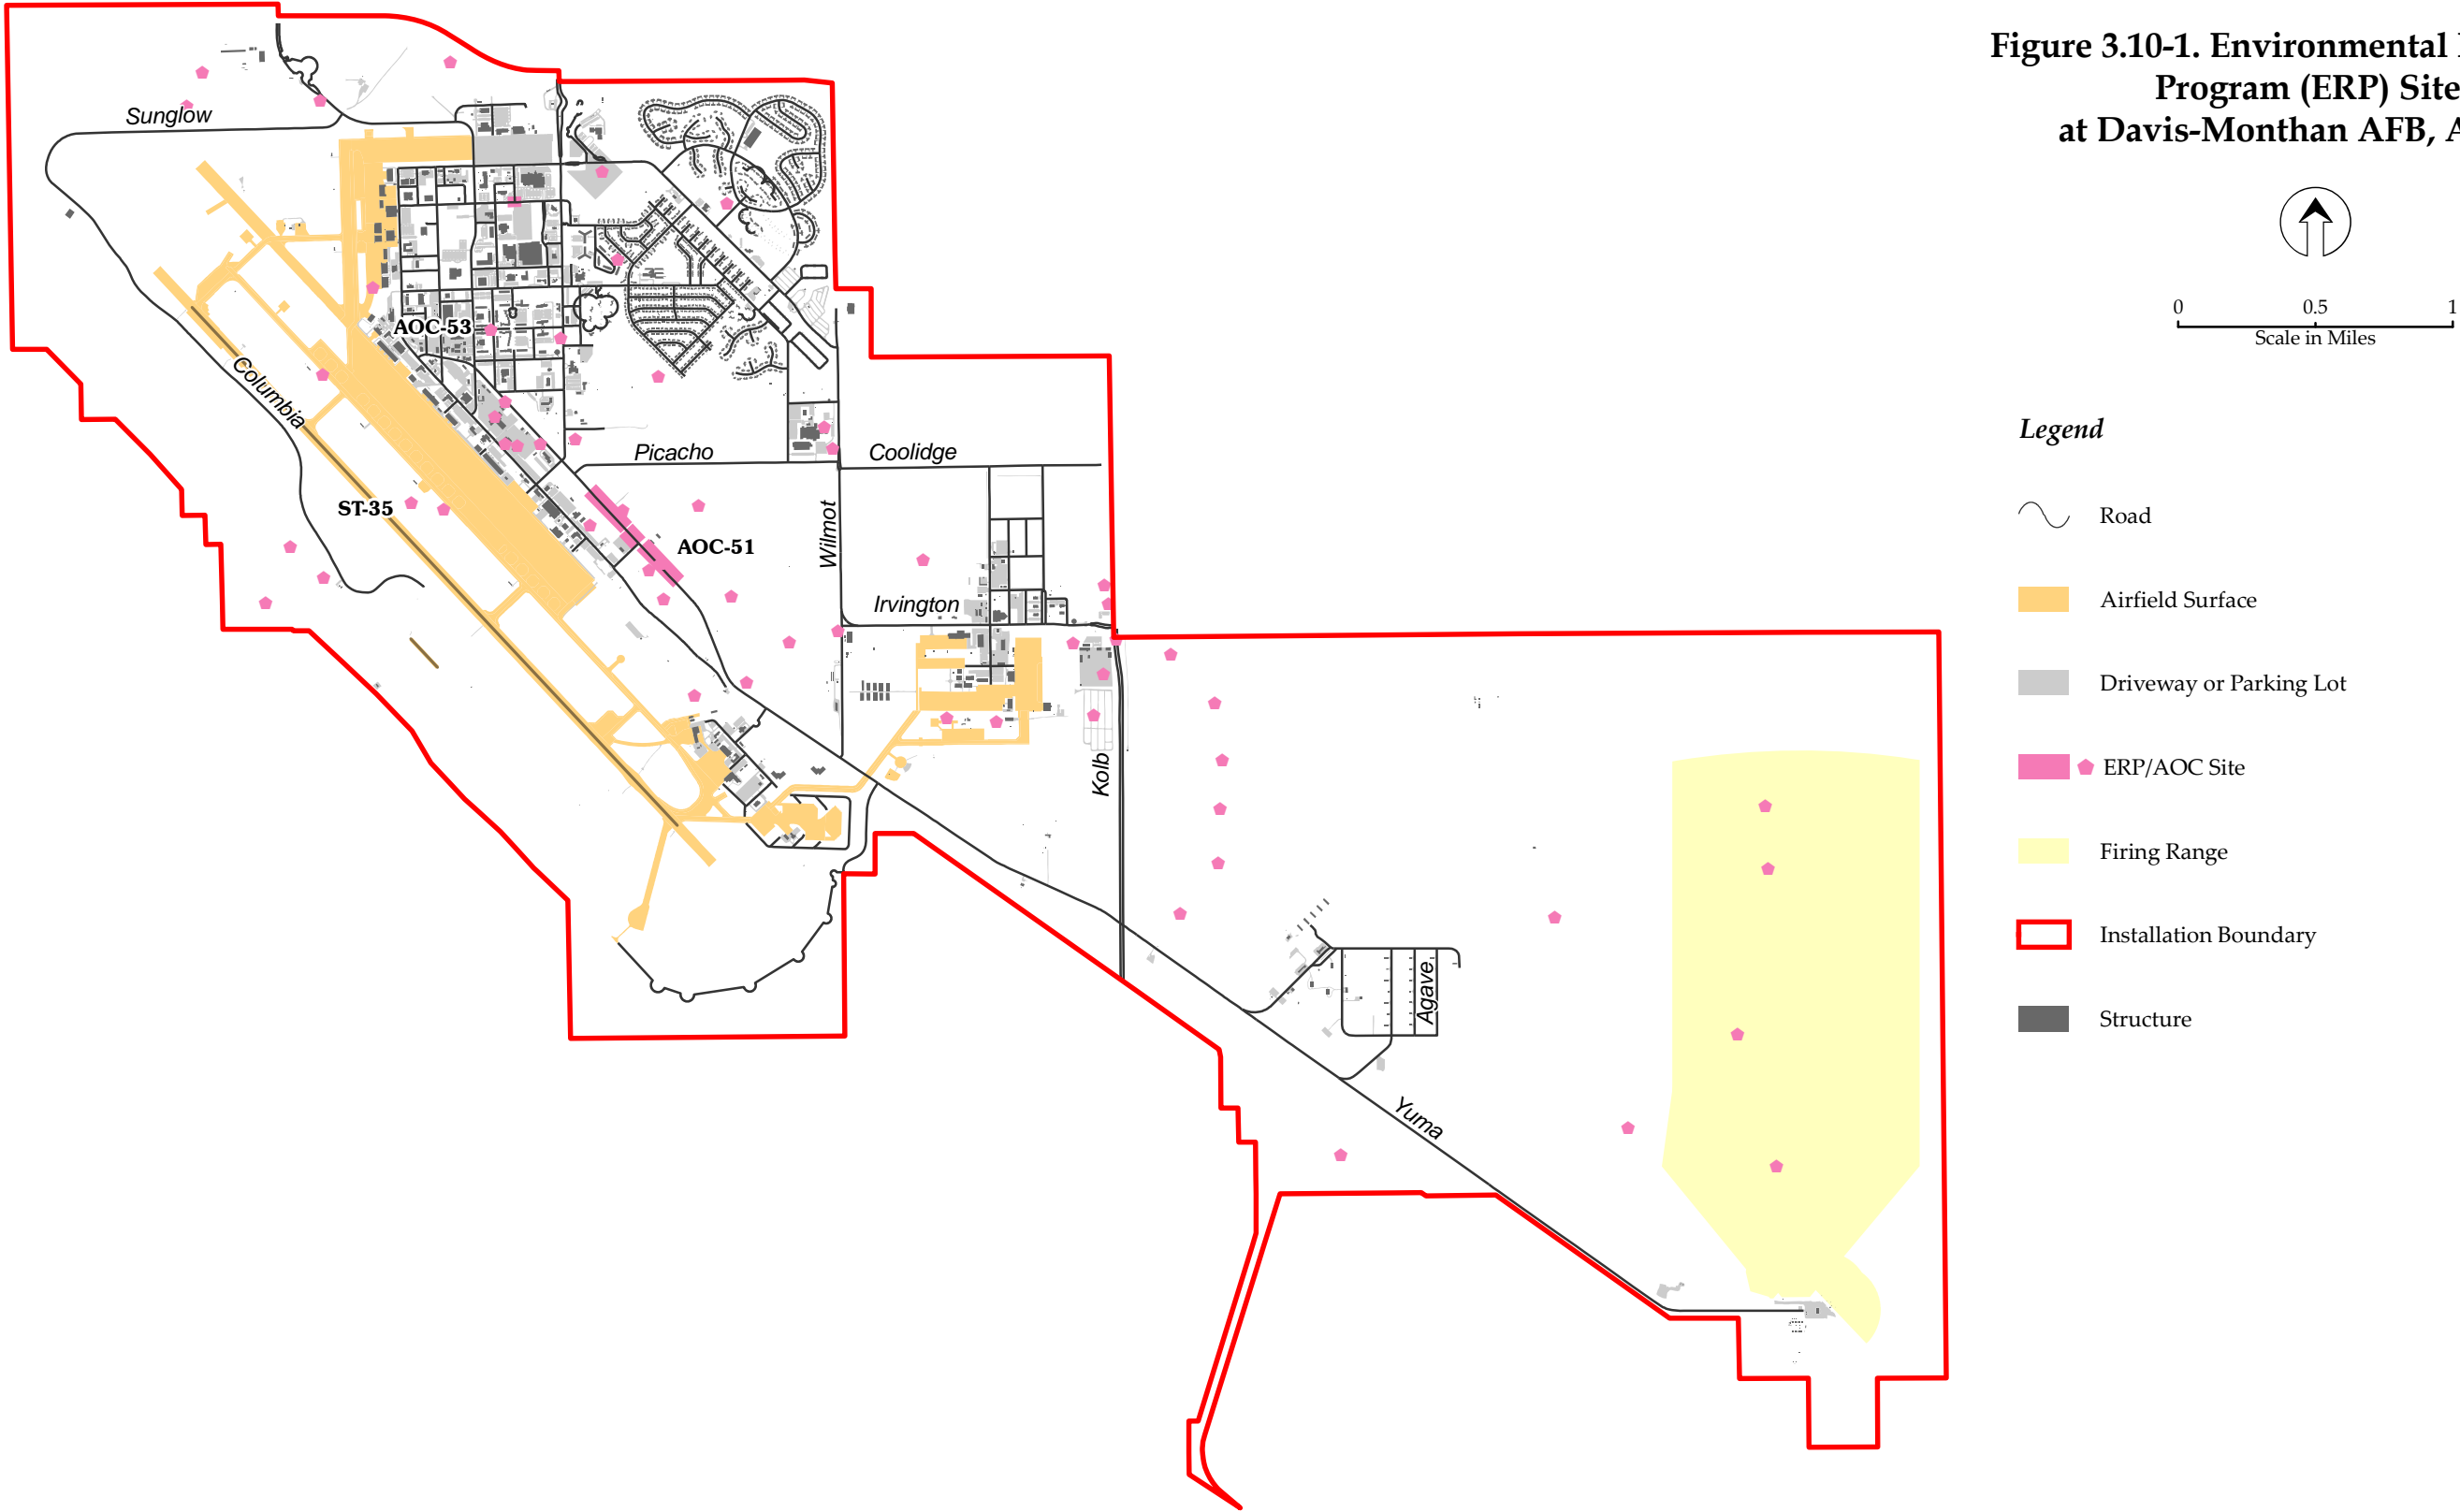 Figure 3.10-1. Environmental
Program (ERP) Site
at Davis-Monthan AFB, A
0 0.5 1
Scale in Miles
Legend
Road
Airfield Surface
Driveway or Parking Lot
ERP/AOC Site
Firing Range
Installation Boundary
Structure
Sunglow
AOC-53
Columbia
Picacho
Coolidge
ST-35
Wilmot
AOC-51
Irvington
Kolb
Agave
Yuma